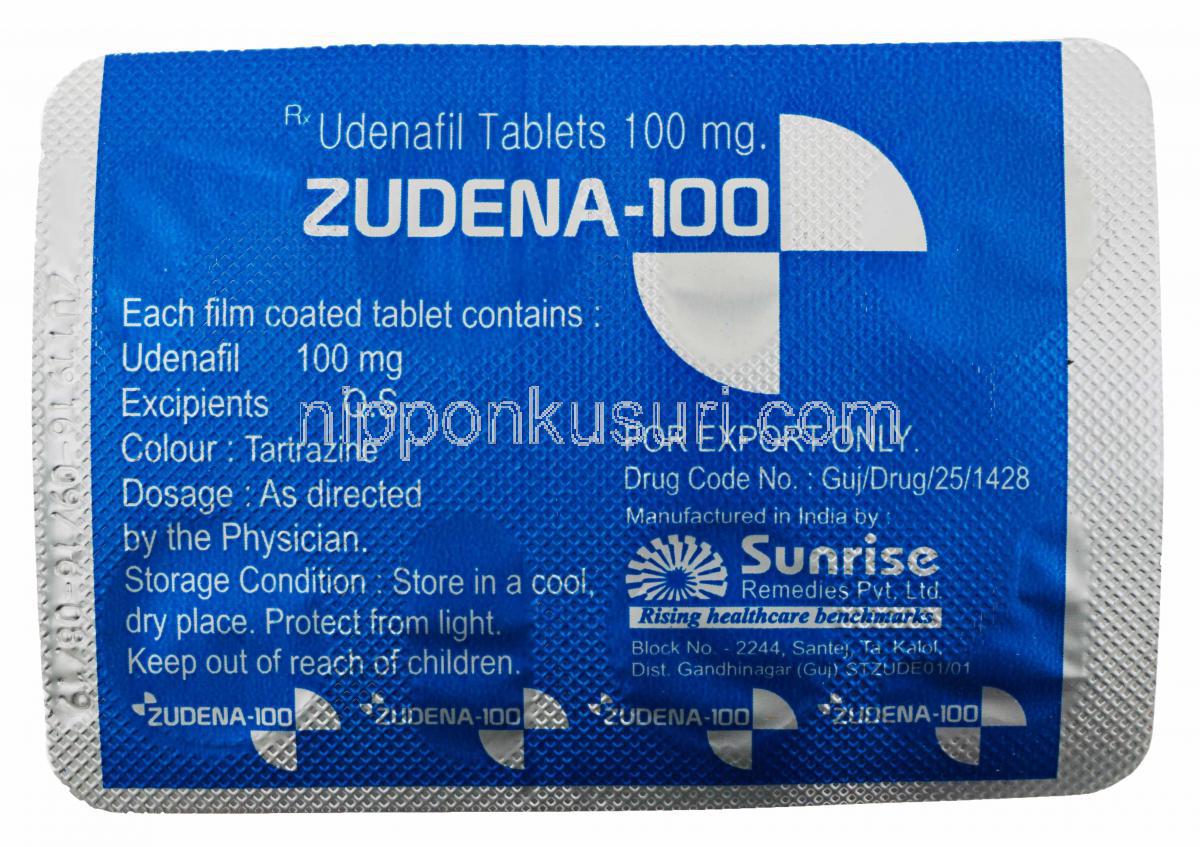 Rx Udenafil Tablets 100 mg.
ZUDENA-100
Each film coated tablet contains :
Udenafil 100 mg
Excipients Q.S.
Colour : Tartrazine
Dosage : As directed
by the Physician.
Storage Condition : Store in a cool,
dry place. Protect from light.
Keep out of reach of children.
FOR EXPORT ONLY.
Drug Code No. : Guj/Drug/25/1428
Manufactured in India by :
Sunrise
Remedies Pvt. Ltd.
Rising healthcare benchmarks
Block No. - 2244, Santej, Ta. Kalol,
Dist. Gandhinagar (Guj) STZUDE01/01
ZUDENA-100 ZUDENA-100 ZUDENA-100 ZUDENA-100
nipponkusuri.com